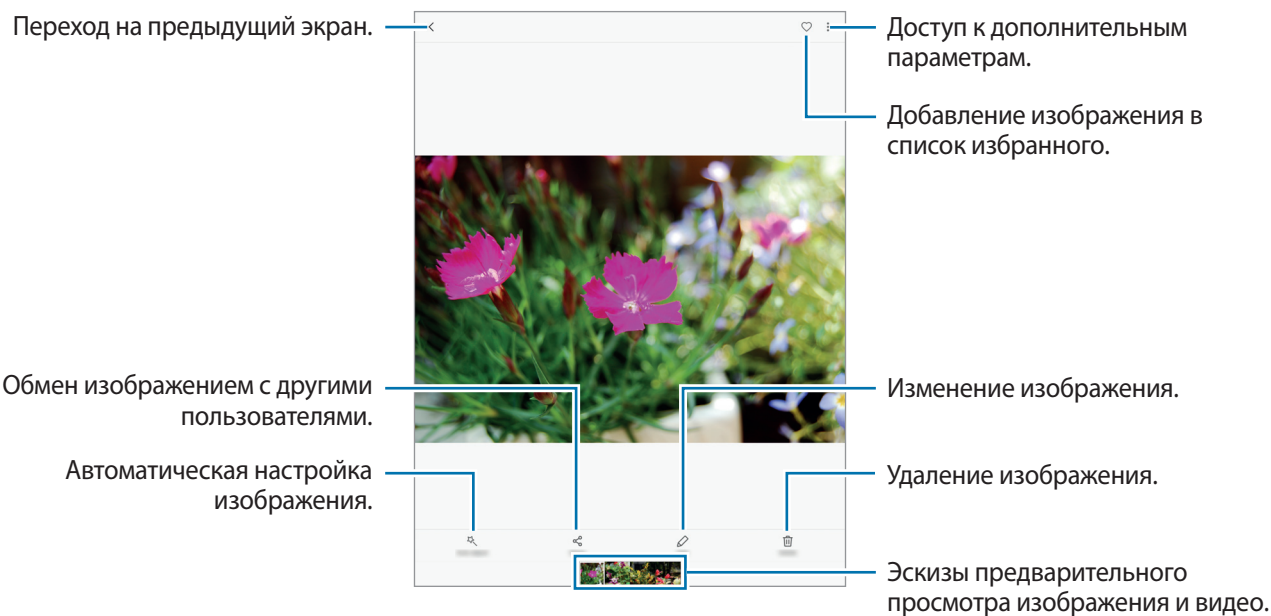 Переход на предыдущий экран.
Доступ к дополнительным
параметрам.
Добавление изображения в
список избранного.
Обмен изображением с другими
пользователями.
Изменение изображения.
Автоматическая настройка
изображения.
Удаление изображения.
Эскизы предварительного
просмотра изображения и видео.